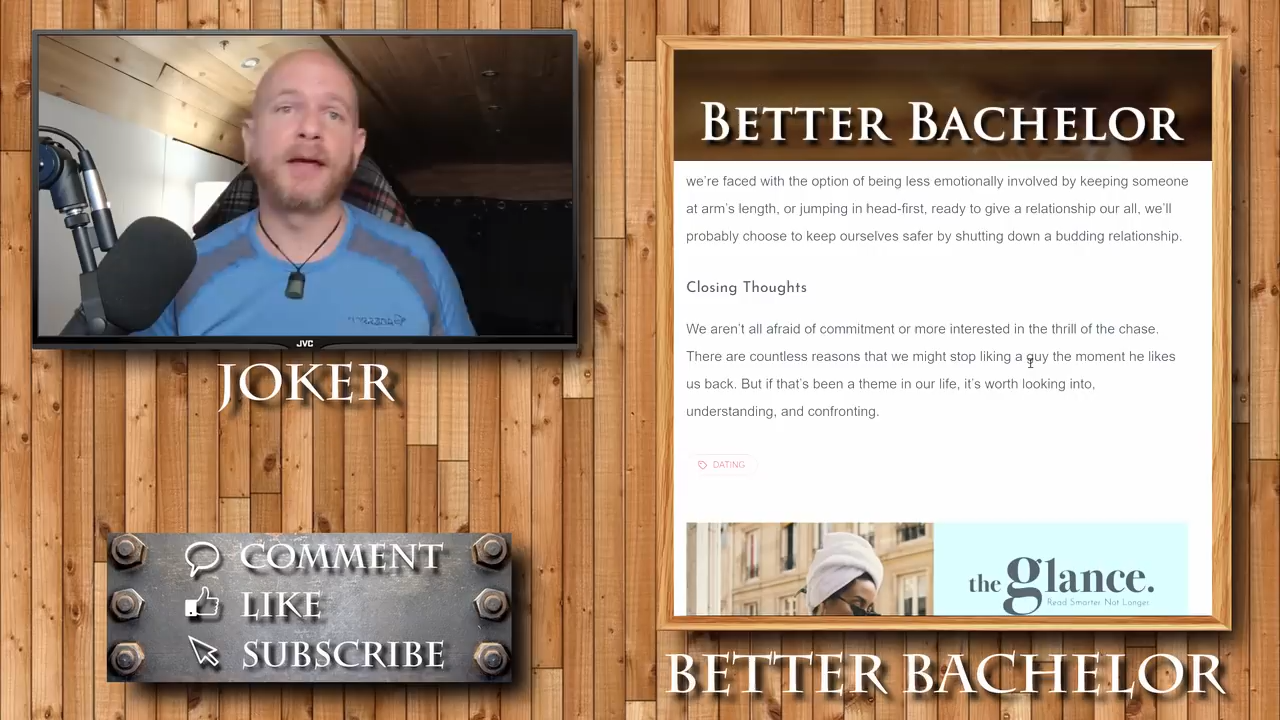 JVC
JOKER
COMMENT
LIKE
SUBSCRIBE
BETTER BACHELOR
we're faced with the option of being less emotionally involved by keeping someone
at arm's length, or jumping in head-first, ready to give a relationship our all, we'll
probably choose to keep ourselves safer by shutting down a budding relationship.
Closing Thoughts
We aren't all afraid of commitment or more interested in the thrill of the chase.
There are countless reasons that we might stop liking a guy the moment he likes
us back. But if that's been a theme in our life, it's worth looking into,
understanding, and confronting.
DATING
the glance.
Read Smarter Not Longer
BETTER BACHELOR